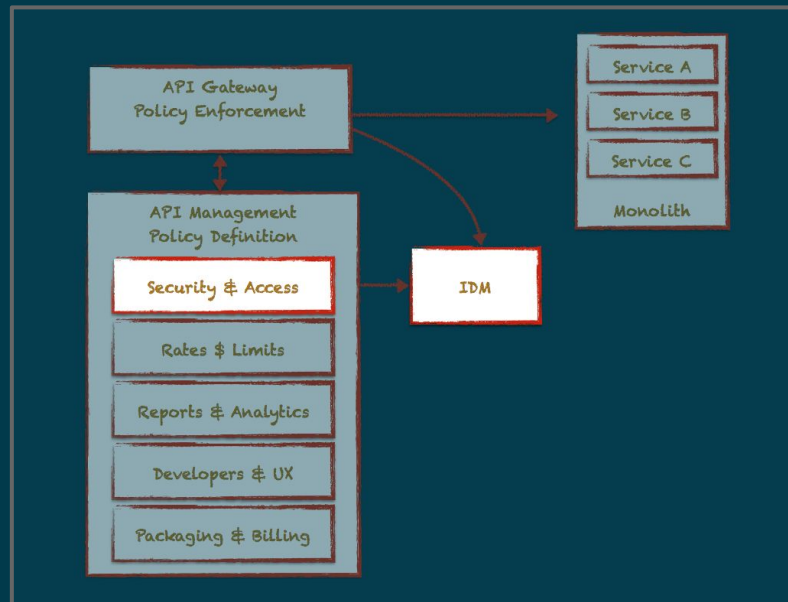 API Gateway
Policy Enforcement
Service A
Service B
Service C
Monolith
API Management
Policy Definition
Security & Access
IDM
Rates $ Limits
Reports & Analytics
Developers & UX
Packaging & Billing